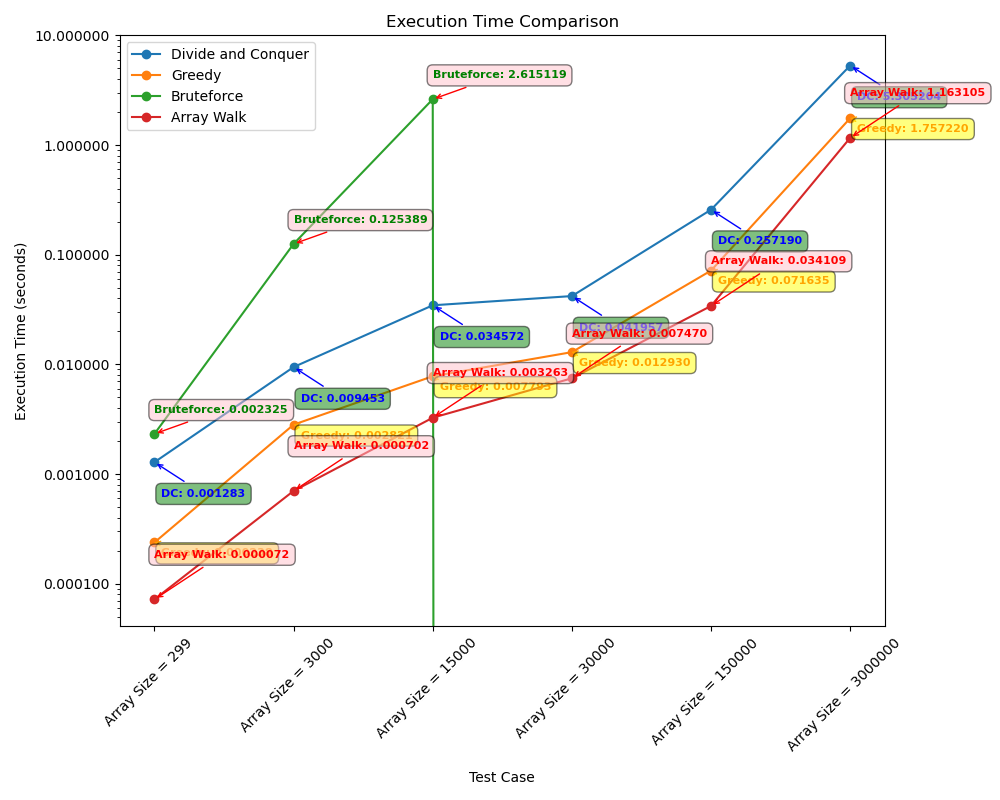 Execution Time Comparison
Divide and Conquer
Greedy
Bruteforce
Array Walk
Execution Time (seconds)
10.000000
1.000000
0.100000
0.010000
0.001000
0.000100
Bruteforce: 2.615119
Array Walk: 1.163105
Greedy: 1.757220
Bruteforce: 0.125389
DC: 0.257190
Array Walk: 0.034109
Greedy: 0.071635
DC: 0.041957
Array Walk: 0.007470
DC: 0.034572
Greedy: 0.012930
Array Walk: 0.003263
DC: 0.009453
Bruteforce: 0.002325
Array Walk: 0.000702
DC: 0.001283
Array Walk: 0.000072
Array Size = 299
Array Size = 3000
Array Size = 15000
Array Size = 30000
Array Size = 150000
Array Size = 3000000
Test Case